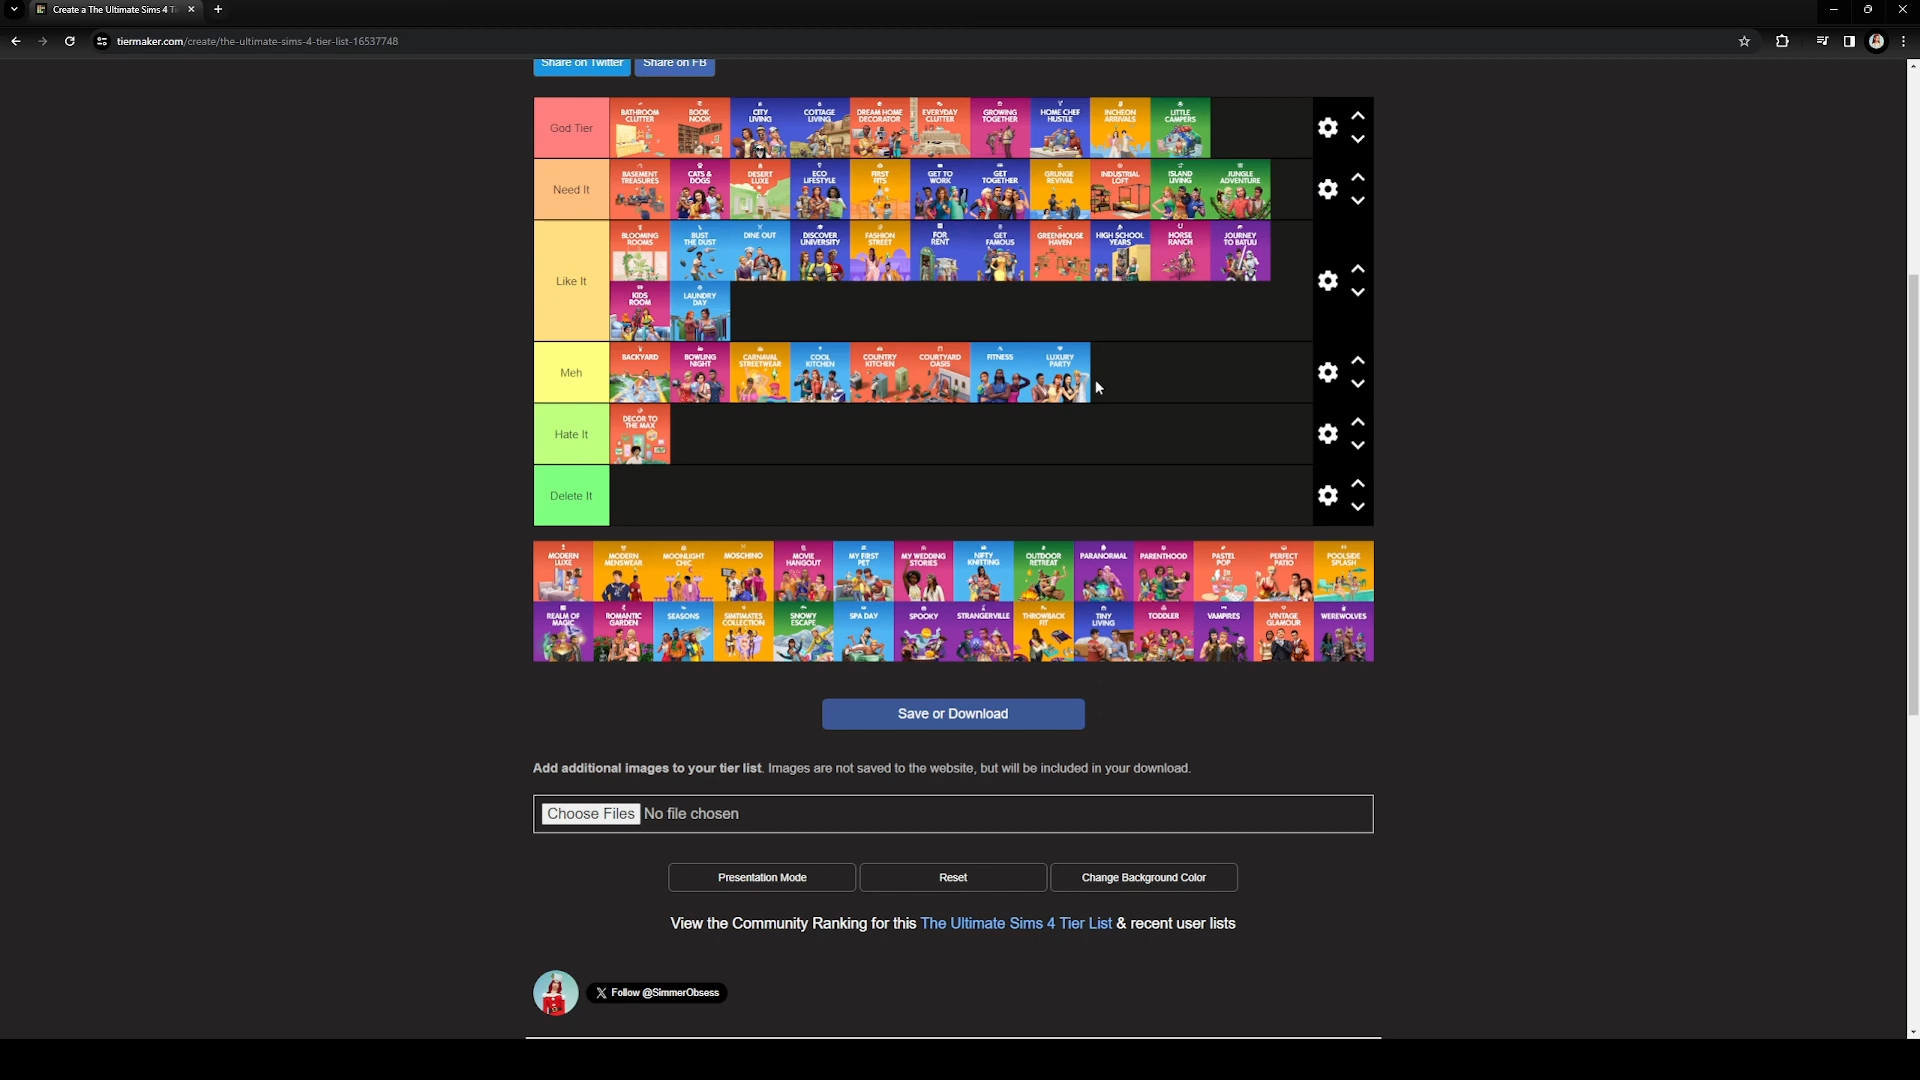 Create a The Ultimate Sims 4 Ti
tiermaker.com/create/the-ultimate-sims-4-tier-list-16537748
Share on Twitter Share on FB
God Tier
BATHROOM CLUTTER
BOOK NOOK
CITY LIVING
COTTAGE LIVING
DREAM HOME DECORATOR
EVERYDAY CLUTTER
GROWING TOGETHER
HOME CHEF HUSTLE
INCHEON ARRIVALS
LITTLE CAMPERS
Need It
BASEMENT TREASURES
CATS & DOGS
DESERT LUXE
ECO LIFESTYLE
FIRST FITS
GET TO WORK
GET TOGETHER
GRUNGE REVIVAL
INDUSTRIAL LOFT
ISLAND LIVING
JUNGLE ADVENTURE
Like It
BLOOMING ROOMS
BUST THE DUST
DINE OUT
DISCOVER UNIVERSITY
FASHION STREET
FOR RENT
GET FAMOUS
GREENHOUSE HAVEN
HIGH SCHOOL YEARS
HORSE RANCH
JOURNEY TO BATUU
KIDS ROOM
LAUNDRY DAY
Meh
BACKYARD
BOWLING NIGHT
CARNAVAL STREETWEAR
COOL KITCHEN
COUNTRY KITCHEN
COURTYARD OASIS
FITNESS
LUXURY PARTY
Hate It
DECOR TO THE MAX
Delete It
MODERN LUXE
MODERN MENSWEAR
MOONLIGHT CHIC
MOSCHINO
MOVIE HANGOUT
MY FIRST PET
MY WEDDING STORIES
NIFTY KNITTING
OUTDOOR RETREAT
PARANORMAL
PARENTHOOD
PASTEL POP
PERFECT PATIO
POOLSIDE SPLASH
REALM OF MAGIC
ROMANTIC GARDEN
SEASONS
SIMTIMATES COLLECTION
SNOWY ESCAPE
SPA DAY
SPOOKY
STRANGERVILLE
THROWBACK FIT
TINY LIVING
TODDLER
VAMPIRES
VINTAGE GLAMOUR
WEREWOLVES
Save or Download
Add additional images to your tier list. Images are not saved to the website, but will be included in your download.
Choose Files No file chosen
Presentation Mode Reset Change Background Color
View the Community Ranking for this The Ultimate Sims 4 Tier List & recent user lists
X Follow @SimmerObsess